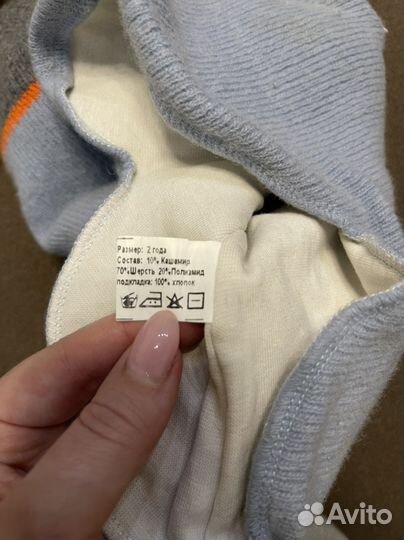 Размер: 2 года
Состав: 10% Кашемир
70%Шерсть 20%Полиамид
подкладка: 100% хлопок
Avito